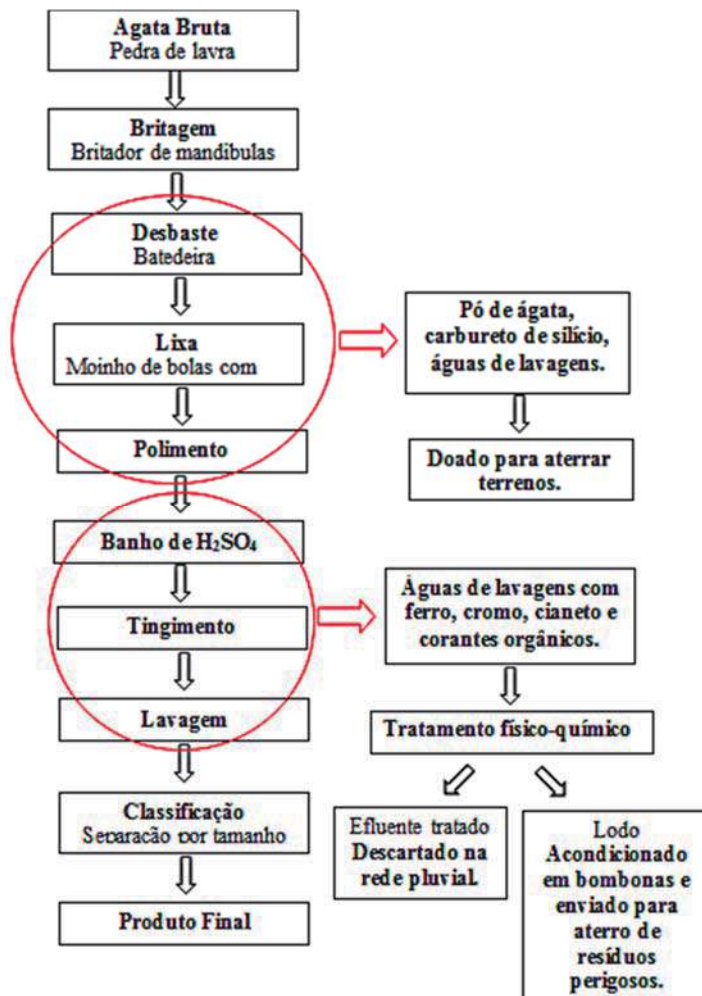 Agata Bruta
Pedra de lavra
Britagem
Britador de mandíbulas
Desbaste
Batedeira
Lixa
Moinho de bolas com
Polimento
Banho de H₂SO₄
Tingimento
Lavagem
Classificação
Separação por tamanho
Produto Final
Pó de ágata,
carbureto de silício,
águas de lavagens.
Doado para aterrar
terrenos.
Águas de lavagens com
ferro, cromo, cianeto e
corantes orgânicos.
Tratamento físico-químico
Efluente tratado
Descartado na
rede pluvial.
Lodo
Acondicionado
em bombonas e
enviado para
aterro de
resíduos
perigosos.